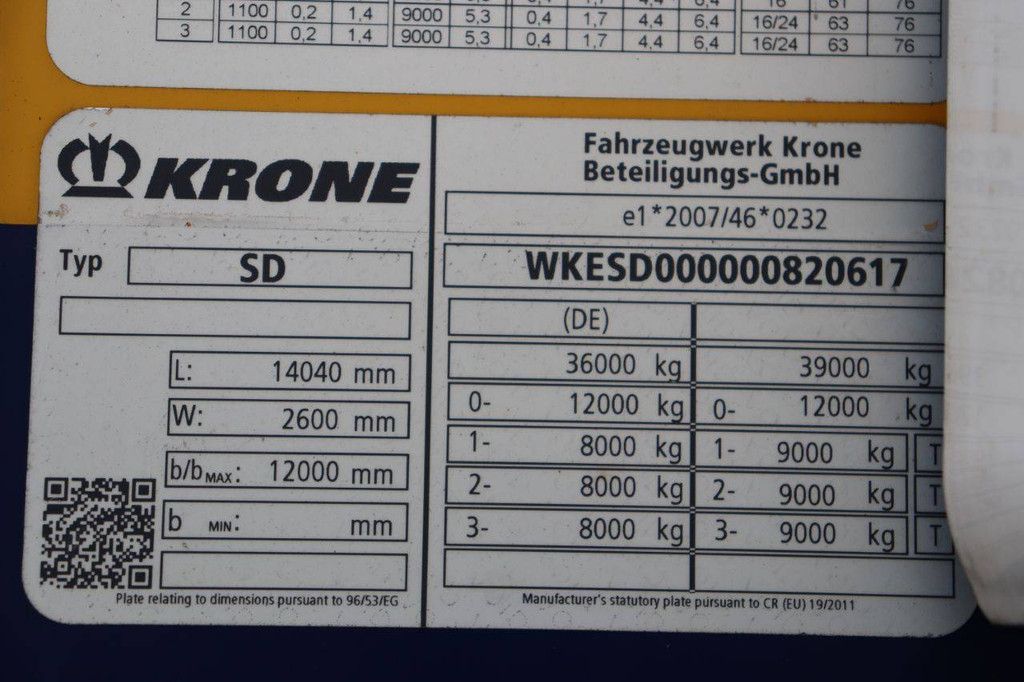 2 1100 0,2 1,4 9000 5,3 0,4 1,7 4,4 6,4 16 61 76
3 1100 0,2 1,4 9000 5,3 0,4 1,7 4,4 6,4 16/24 63 76
16/24 63 76
KRONE
Typ SD
L: 14040 mm
W: 2600 mm
b/b MAX: 12000 mm
b MIN: mm
Plate relating to dimensions pursuant to 96/53/EG
Fahrzeugwerk Krone
Beteiligungs-GmbH
e1*2007/46*0232
WKESD000000820617
(DE)
36000 kg 39000 kg
0- 12000 kg 0- 12000 kg
1- 8000 kg 1- 9000 kg T
2- 8000 kg 2- 9000 kg T
3- 8000 kg 3- 9000 kg T
Manufacturer's statutory plate pursuant to CR (EU) 19/2011